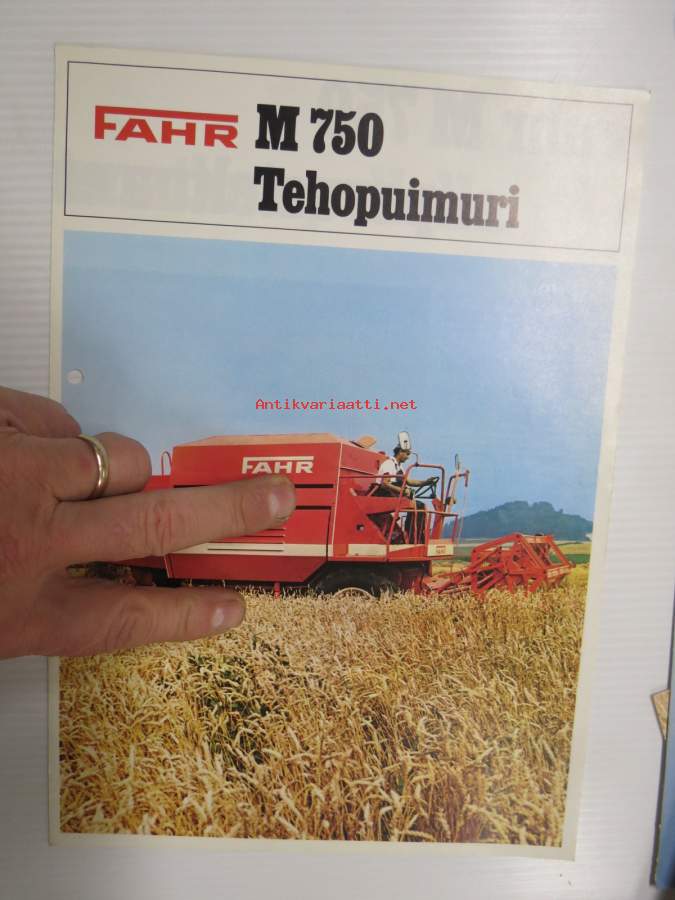 FAHR M 750
Tehopuimuri
Antikvariaatti.net
FAHR